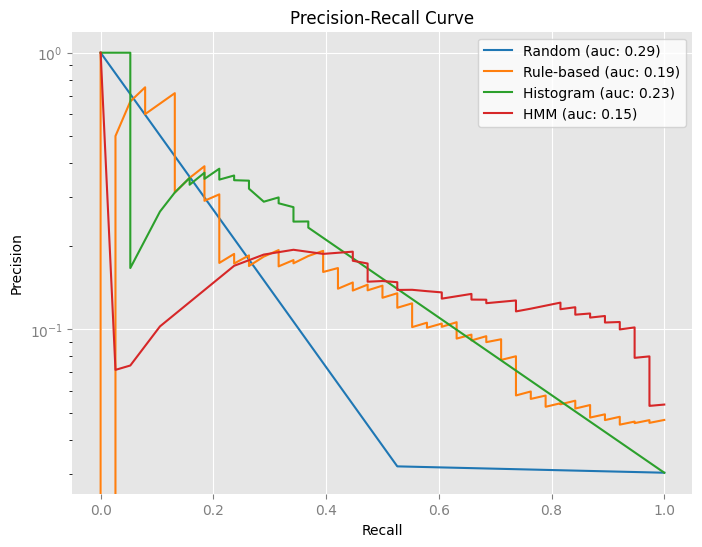 Precision-Recall Curve
Random (auc: 0.29)
Rule-based (auc: 0.19)
Histogram (auc: 0.23)
HMM (auc: 0.15)
Precision
10⁰
10⁻¹
0.0 0.2 0.4 0.6 0.8 1.0
Recall